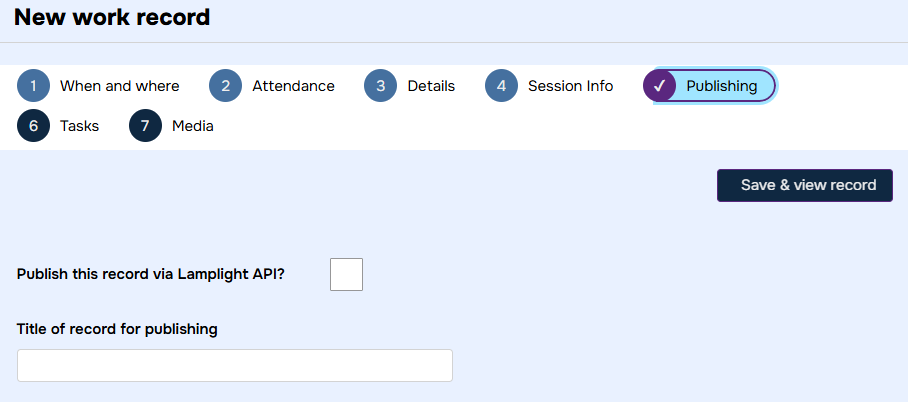 New work record
1 When and where 2 Attendance 3 Details 4 Session Info ✓ Publishing
6 Tasks 7 Media
Save & view record
Publish this record via Lamplight API?
Title of record for publishing